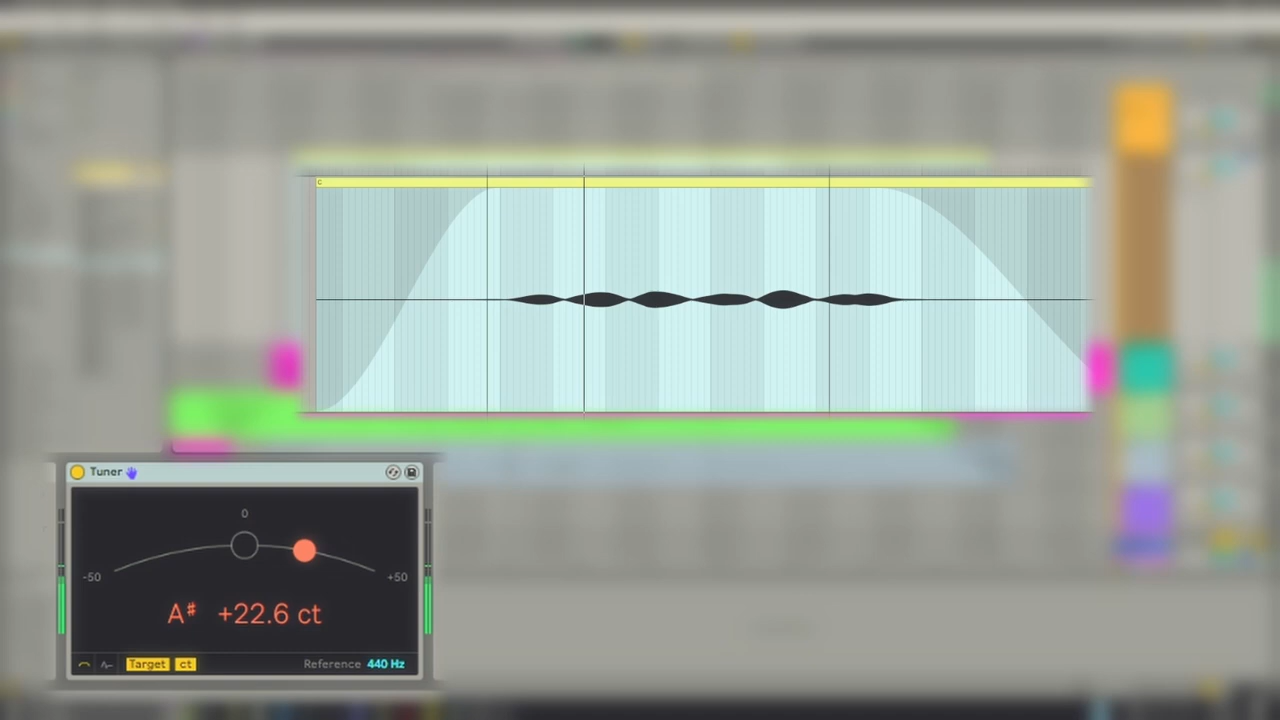 c
Tuner
0
-50 +50
A♯ +22.6 ct
Target ct Reference 440 Hz